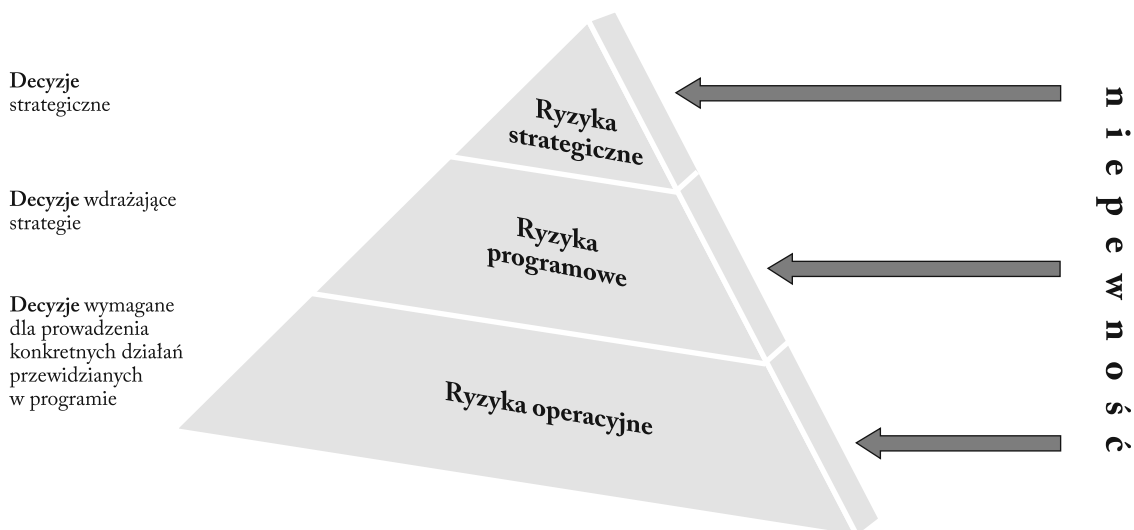 Decyzje
strategiczne
Decyzje wdrażające
strategie
Decyzje wymagane
dla prowadzenia
konkretnych działań
przewidzianych
w programie
Ryzyka
strategiczne
Ryzyka
programowe
Ryzyka operacyjne
niepewność